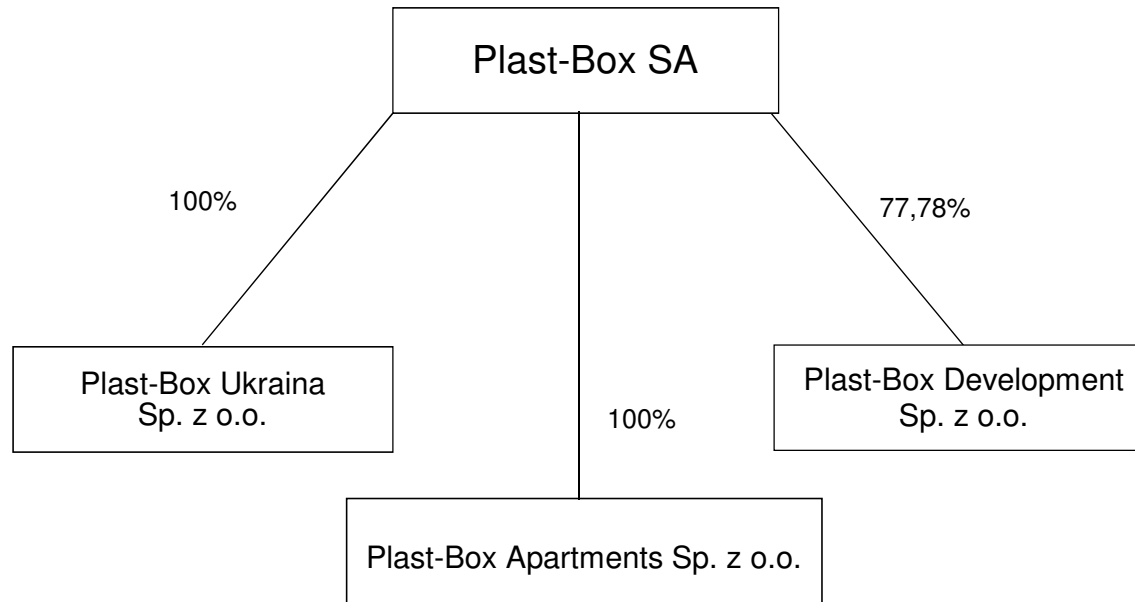 Plast-Box SA
100%
77,78%
Plast-Box Ukraina
Sp. z o.o.
Plast-Box Development
Sp. z o.o.
100%
Plast-Box Apartments Sp. z o.o.